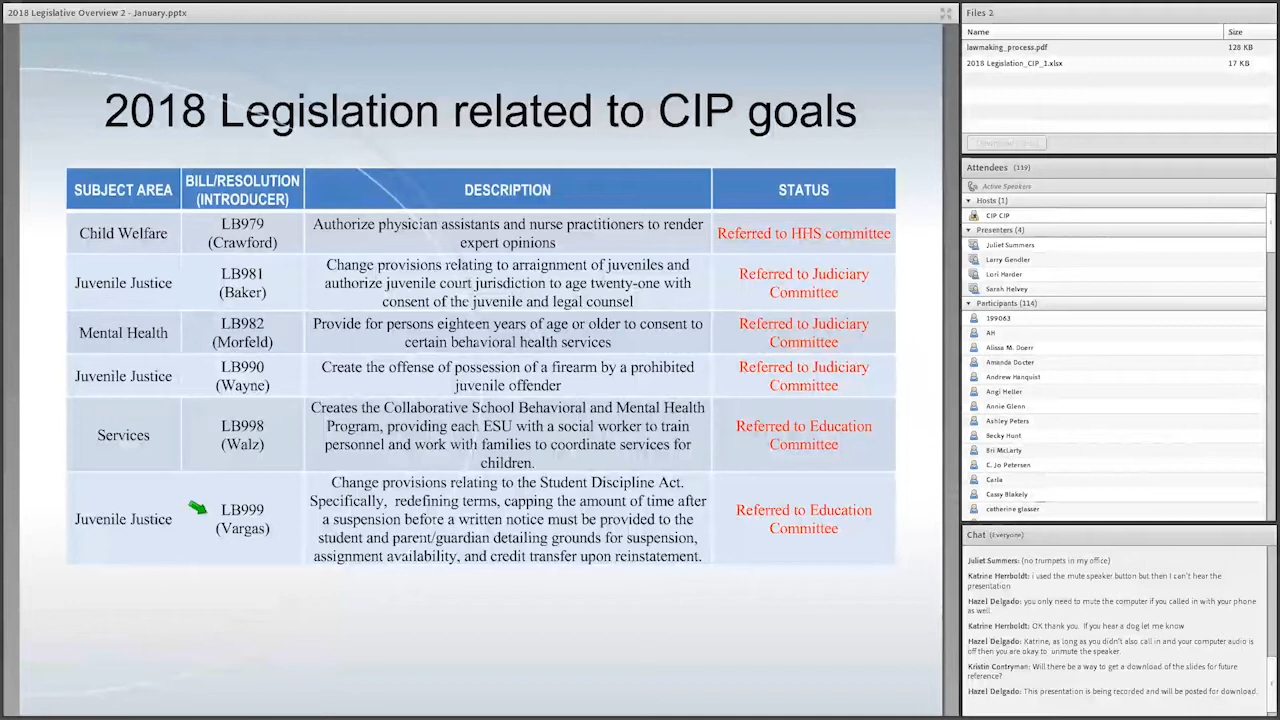 2018 Legislative Overview 2 - January.pptx
2018 Legislation related to CIP goals
SUBJECT AREA
BILL/RESOLUTION
(INTRODUCER)
DESCRIPTION
STATUS
Child Welfare
LB979
(Crawford)
Authorize physician assistants and nurse practitioners to render
expert opinions
Referred to HHS committee
Juvenile Justice
LB981
(Baker)
Change provisions relating to arraignment of juveniles and
authorize juvenile court jurisdiction to age twenty-one with
consent of the juvenile and legal counsel
Referred to Judiciary
Committee
Mental Health
LB982
(Morfeld)
Provide for persons eighteen years of age or older to consent to
certain behavioral health services
Referred to Judiciary
Committee
Juvenile Justice
LB990
(Wayne)
Create the offense of possession of a firearm by a prohibited
juvenile offender
Referred to Judiciary
Committee
Services
LB998
(Walz)
Creates the Collaborative School Behavioral and Mental Health
Program, providing each ESU with a social worker to train
personnel and work with families to coordinate services for
children.
Referred to Education
Committee
Juvenile Justice
LB999
(Vargas)
Change provisions relating to the Student Discipline Act.
Specifically, redefining terms, capping the amount of time after
a suspension before a written notice must be provided to the
student and parent/guardian detailing grounds for suspension,
assignment availability, and credit transfer upon reinstatement.
Referred to Education
Committee
Files 2
Name
Size
lawmaking_process.pdf
128 KB
2018 Legislation_CIP_1.xlsx
17 KB
Attendees (119)
Active Speakers
Hosts (1)
CIP CIP
Presenters (4)
Juliet Summers
Larry Gendler
Lori Harder
Sarah Helvey
Participants (114)
199063
AH
Alissa M. Doerr
Amanda Docter
Andrew Hanquist
Angi Heller
Annie Glenn
Ashley Peters
Becky Hunt
Bri McLarty
C. Jo Petersen
Carla
Cassy Blakely
catherine glasser
Chat (Everyone)
Juliet Summers: (no trumpets in my office)
Katrine Herrboldt: i used the mute speaker button but then I can't hear the
presentation
Hazel Delgado: you only need to mute the computer if you called in with your phone
as well.
Katrine Herrboldt: OK thank you. If you hear a dog let me know
Hazel Delgado: Katrine, as long as you didn't also call in and your computer audio is
off then you are okay to unmute the speaker.
Kristin Contryman: Will there be a way to get a download of the slides for future
reference?
Hazel Delgado: This presentation is being recorded and will be posted for download.